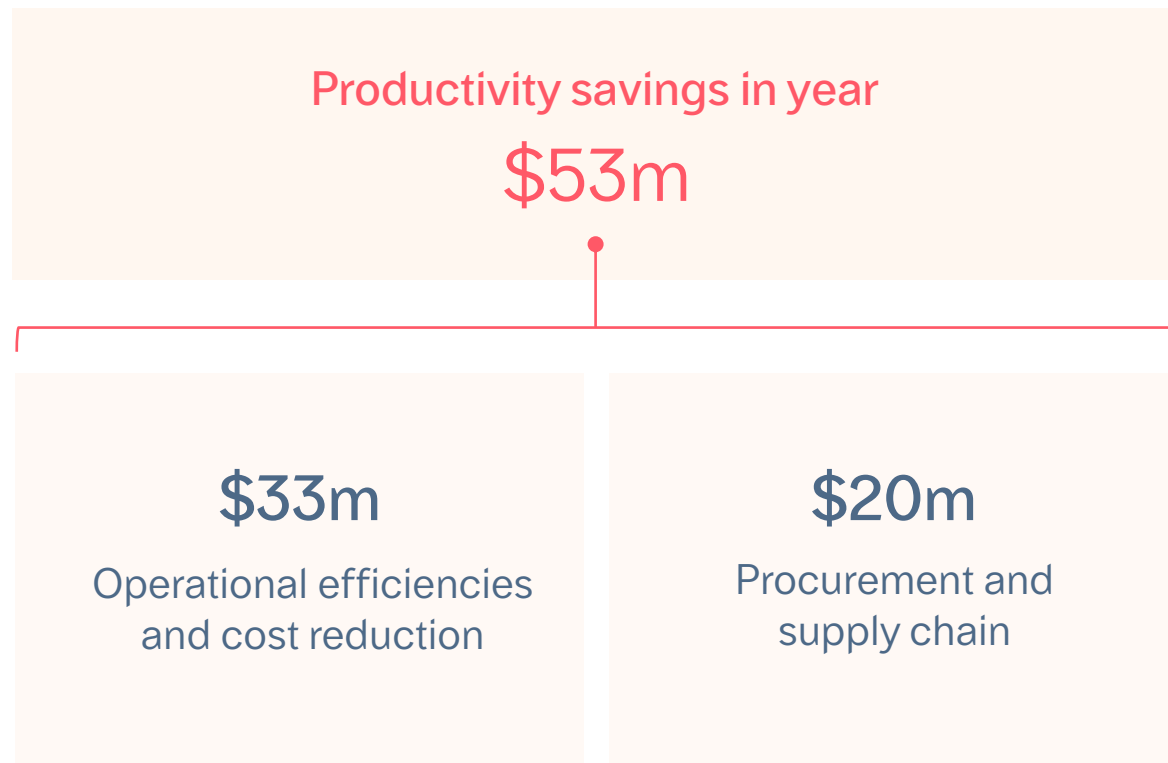 Productivity savings in year
$53m
$33m
Operational efficiencies
and cost reduction
$20m
Procurement and
supply chain